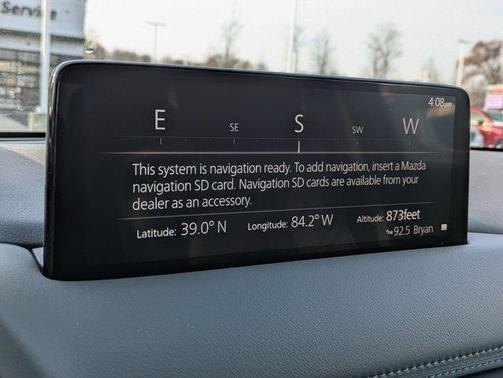 Service
4:08pm
E SE S SW W
This system is navigation ready. To add navigation, insert a Mazda
navigation SD card. Navigation SD cards are available from your
dealer as an accessory.
Latitude: 39.0° N Longitude: 84.2° W Altitude: 873feet
92.5 Bryan